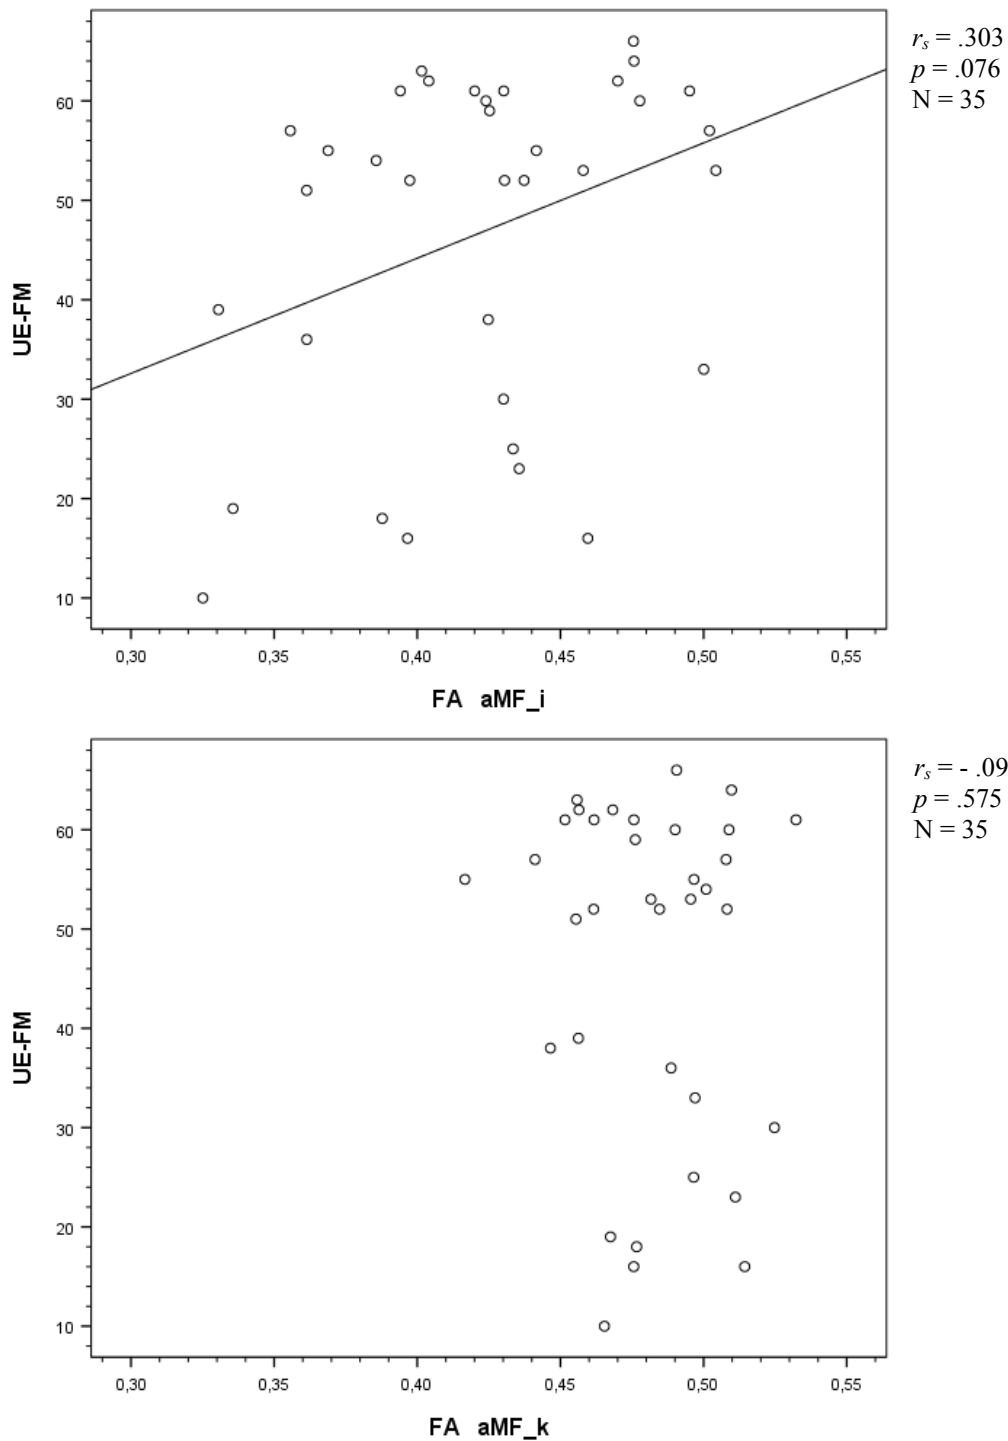 r_s = .303
p = .076
N = 35
60
50
40
30
20
10
UE-FM
0,30 0,35 0,40 0,45 0,50 0,55
FA aMF_i
r_s = - .09
p = .575
N = 35
60
50
40
30
20
10
UE-FM
0,30 0,35 0,40 0,45 0,50 0,55
FA aMF_k